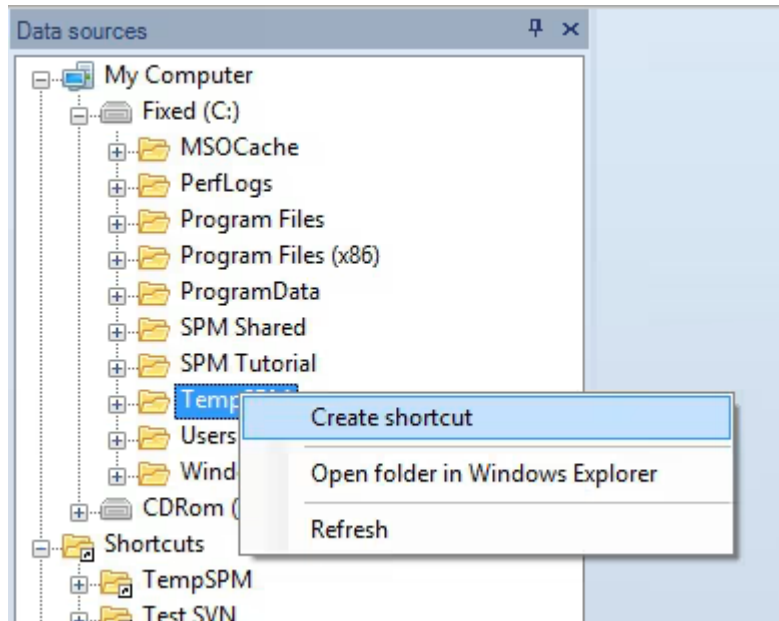 Data sources
My Computer
Fixed (C:)
MSOCache
PerfLogs
Program Files
Program Files (x86)
ProgramData
SPM Shared
SPM Tutorial
Temp
Create shortcut
Users
Wind
Open folder in Windows Explorer
CDRom (
Refresh
Shortcuts
TempSPM
Test SVN